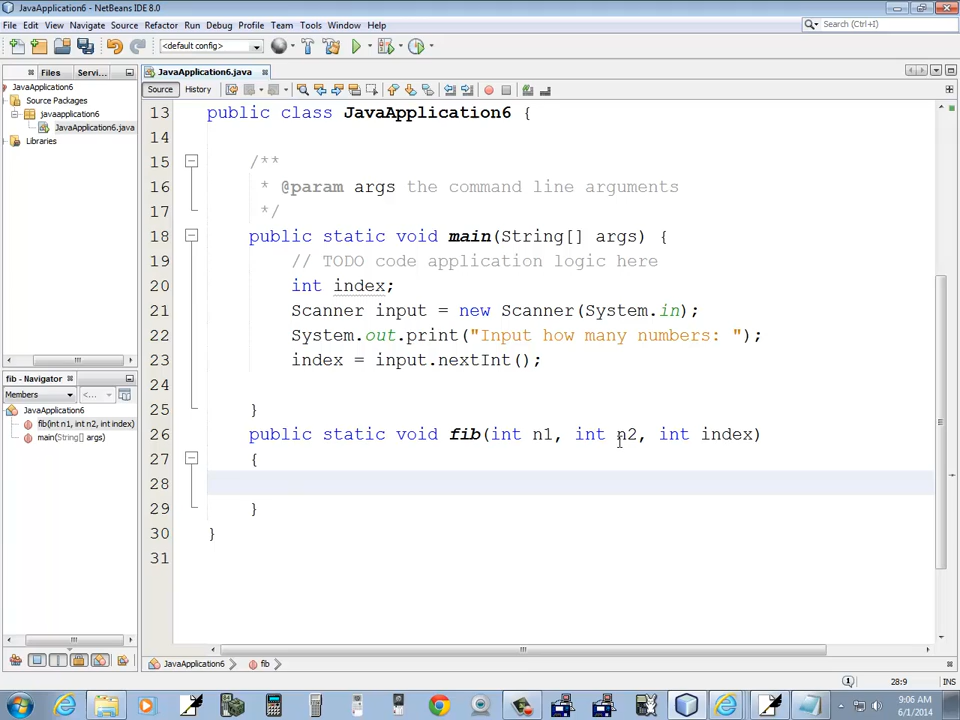 JavaApplication6 - NetBeans IDE 8.0
File Edit View Navigate Source Refactor Run Debug Profile Team Tools Window Help
<default config>
Search (Ctrl+I)
Files Servi...
JavaApplication6.java
JavaApplication6
Source Packages
javaapplication6
JavaApplication6.java
Libraries
Source History
13 public class JavaApplication6 {
14
15 /**
16 * @param args the command line arguments
17 */
18 public static void main(String[] args) {
19 // TODO code application logic here
20 int index;
21 Scanner input = new Scanner(System.in);
22 System.out.print("Input how many numbers: ");
23 index = input.nextInt();
24
25 }
26 public static void fib(int n1, int n2, int index)
27 {
28
29 }
30 }
31
fib - Navigator
Members <...
JavaApplication6
fib(int n1, int n2, int index)
main(String[] args)
JavaApplication6 fib
1 28:9 INS
9:06 AM
6/1/2014